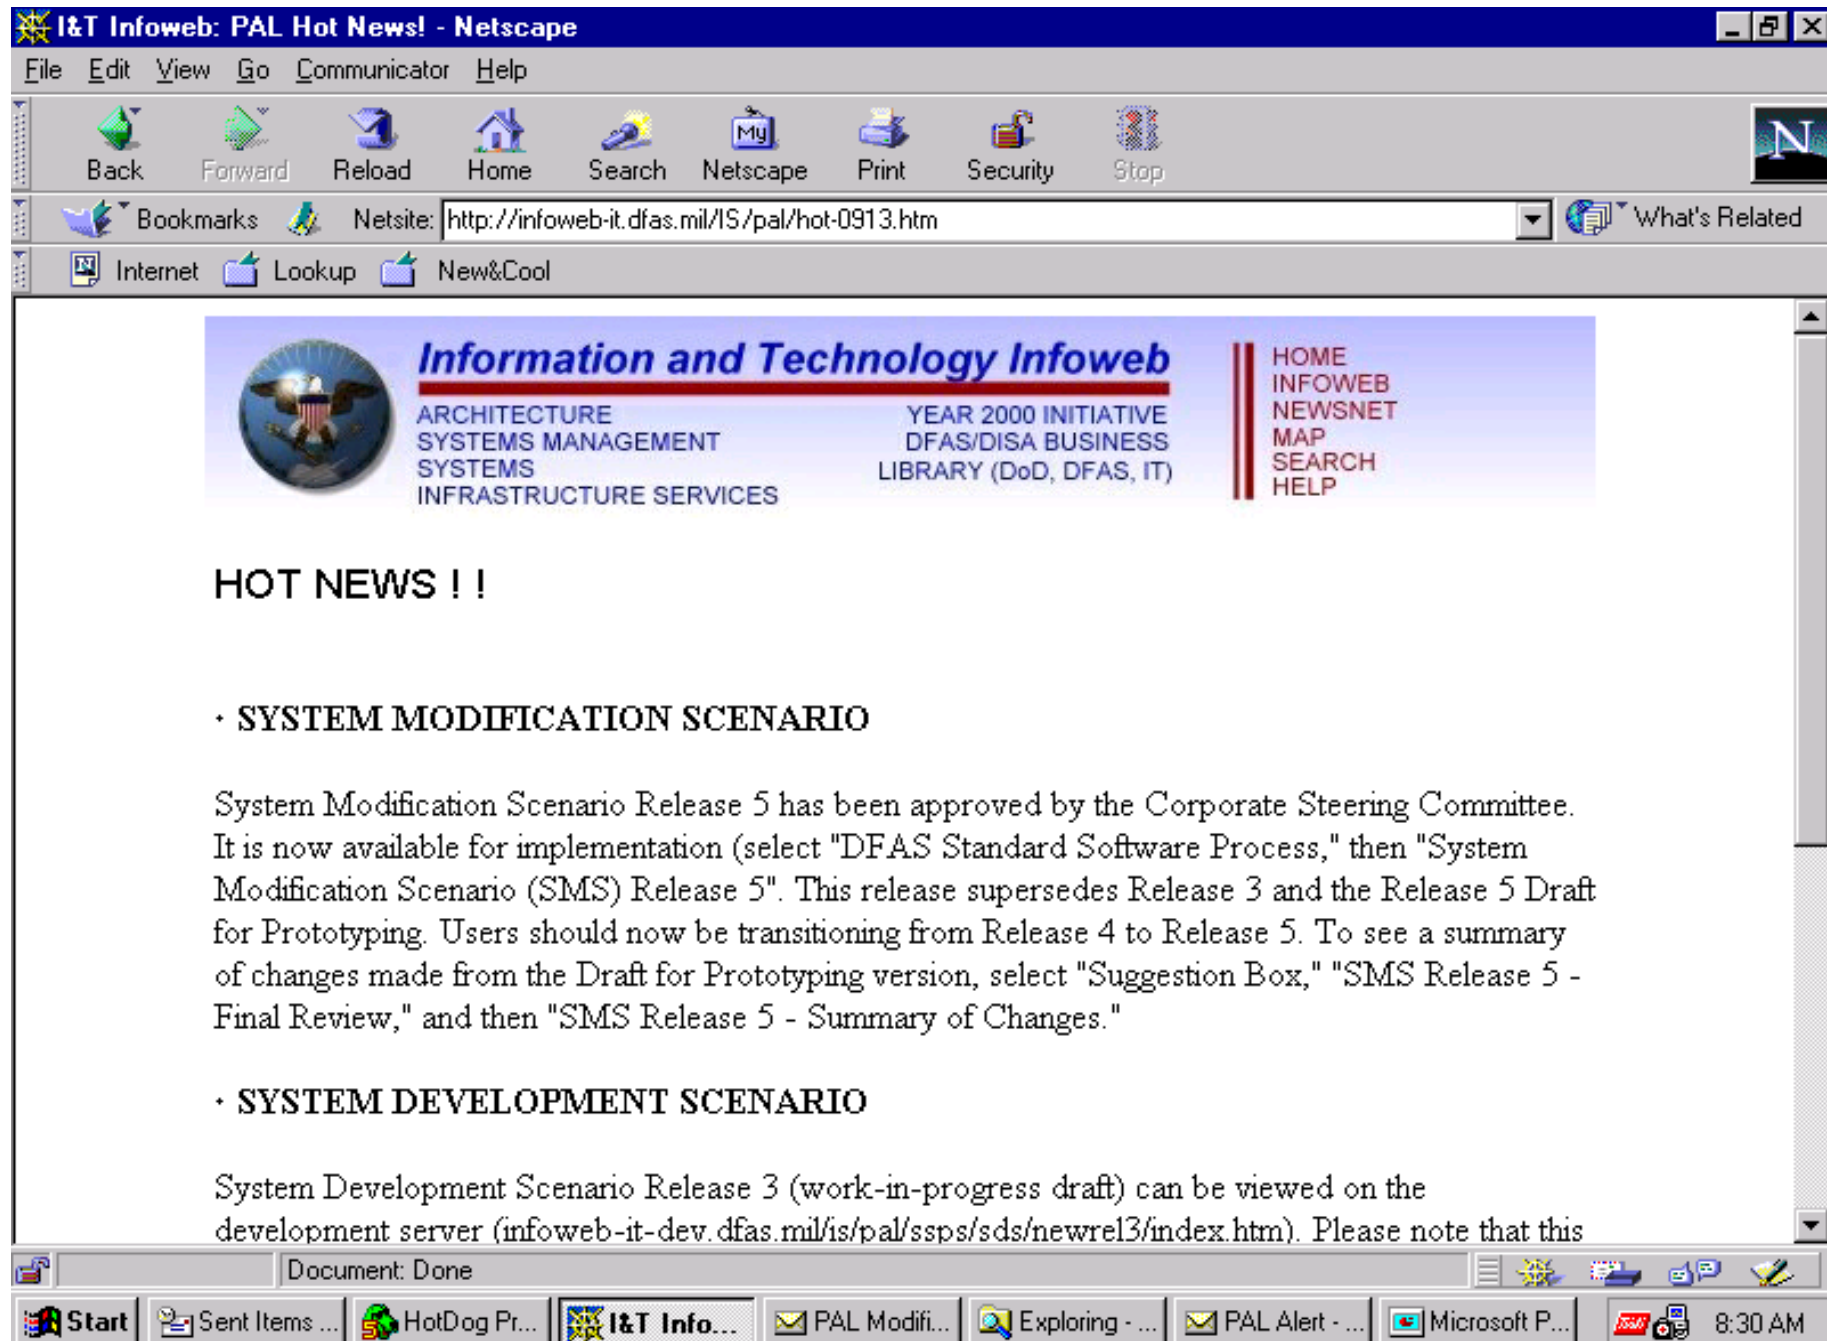 I&T Infoweb: PAL Hot News! - Netscape
File Edit View Go Communicator Help
My
N
Back Forward Reload Home Search Netscape Print Security Stop
Bookmarks Netsite: http://infoweb-it.dfas.mil/IS/pal/hot-0913.htm What's Related
Internet Lookup New&Cool
Information and Technology Infoweb
ARCHITECTURE
SYSTEMS MANAGEMENT
SYSTEMS
INFRASTRUCTURE SERVICES
YEAR 2000 INITIATIVE
DFAS/DISA BUSINESS
LIBRARY (DoD, DFAS, IT)
HOME
INFOWEB
NEWSNET
MAP
SEARCH
HELP
HOT NEWS ! !
· SYSTEM MODIFICATION SCENARIO
System Modification Scenario Release 5 has been approved by the Corporate Steering Committee.
It is now available for implementation (select "DFAS Standard Software Process," then "System
Modification Scenario (SMS) Release 5". This release supersedes Release 3 and the Release 5 Draft
for Prototyping. Users should now be transitioning from Release 4 to Release 5. To see a summary
of changes made from the Draft for Prototyping version, select "Suggestion Box," "SMS Release 5 -
Final Review," and then "SMS Release 5 - Summary of Changes."
· SYSTEM DEVELOPMENT SCENARIO
System Development Scenario Release 3 (work-in-progress draft) can be viewed on the
development server (infoweb-it-dev.dfas.mil/is/pal/ssps/sds/newrel3/index.htm). Please note that this
Document: Done
Start Sent Items ... HotDog Pr... I&T Info... PAL Modifi... Exploring - ... PAL Alert - ... Microsoft P... 8:30 AM